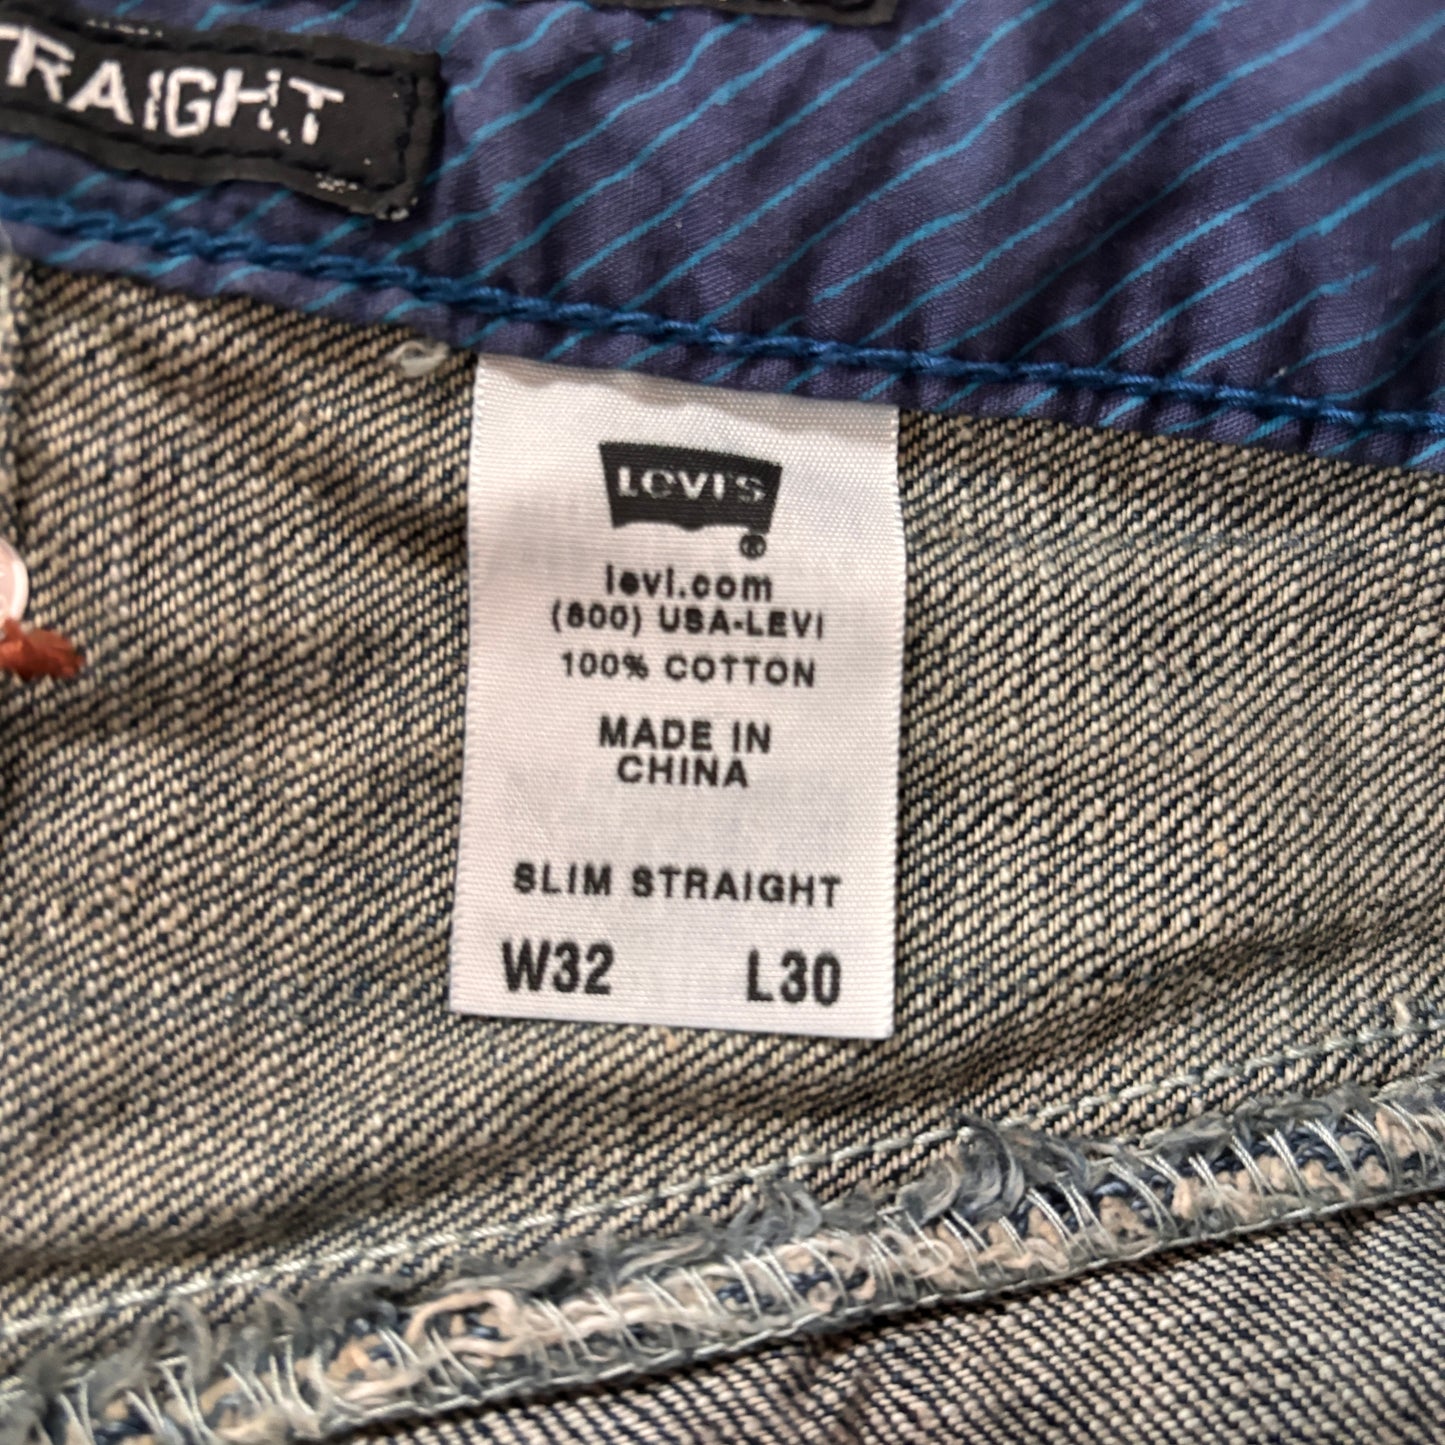 TRAIGHT
LEVI'S
®
levi.com
(800) USA-LEVI
100% COTTON
MADE IN
CHINA
SLIM STRAIGHT
W32 L30